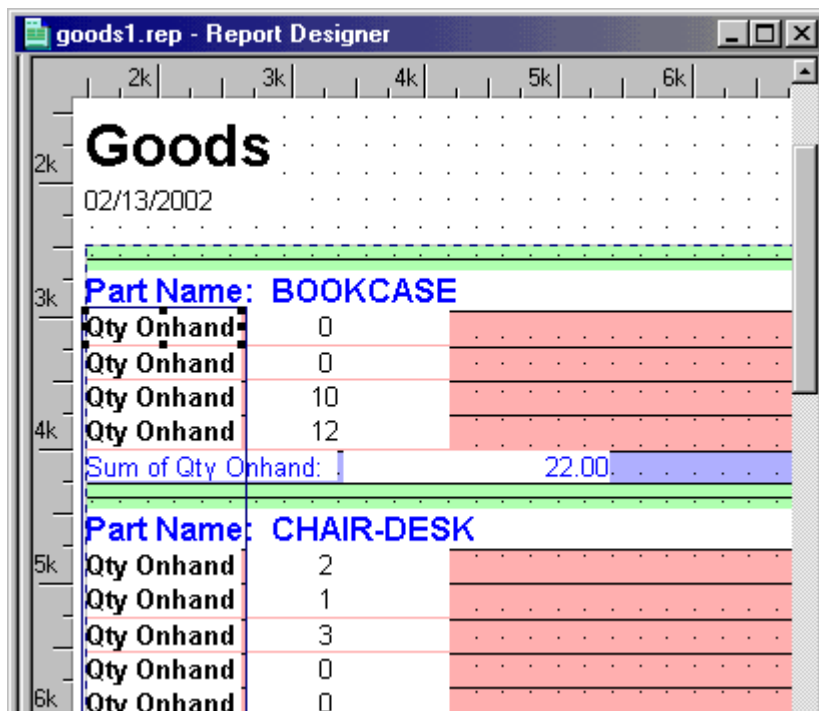 goods1.rep - Report Designer
2k 3k 4k 5k 6k
Goods
2k
02/13/2002
Part Name: BOOKCASE
3k
Qty Onhand 0
Qty Onhand 0
Qty Onhand 10
4k Qty Onhand 12
Sum of Qty Onhand: 22.00
Part Name: CHAIR-DESK
5k Qty Onhand 2
Qty Onhand 1
Qty Onhand 3
Qty Onhand 0
6k Qty Onhand 0